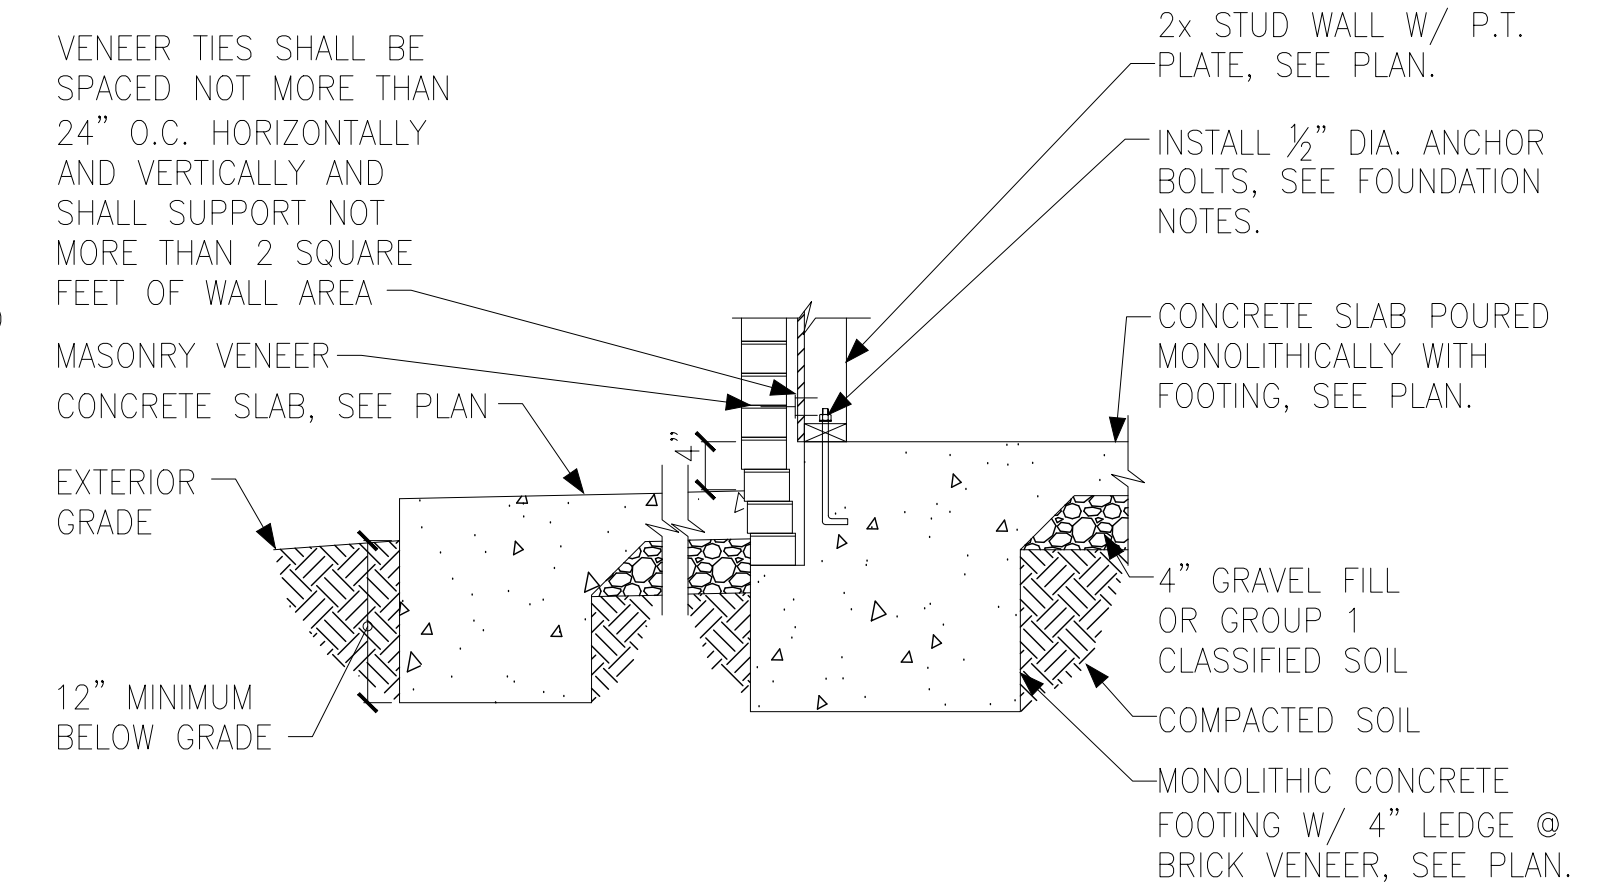 VENEER TIES SHALL BE
SPACED NOT MORE THAN
24" O.C. HORIZONTALLY
AND VERTICALLY AND
SHALL SUPPORT NOT
MORE THAN 2 SQUARE
FEET OF WALL AREA
MASONRY VENEER
CONCRETE SLAB, SEE PLAN
EXTERIOR
GRADE
12" MINIMUM
BELOW GRADE
4"
2x STUD WALL W/ P.T.
PLATE, SEE PLAN.
INSTALL ½" DIA. ANCHOR
BOLTS, SEE FOUNDATION
NOTES.
CONCRETE SLAB POURED
MONOLITHICALLY WITH
FOOTING, SEE PLAN.
4" GRAVEL FILL
OR GROUP 1
CLASSIFIED SOIL
COMPACTED SOIL
MONOLITHIC CONCRETE
FOOTING W/ 4" LEDGE @
BRICK VENEER, SEE PLAN.